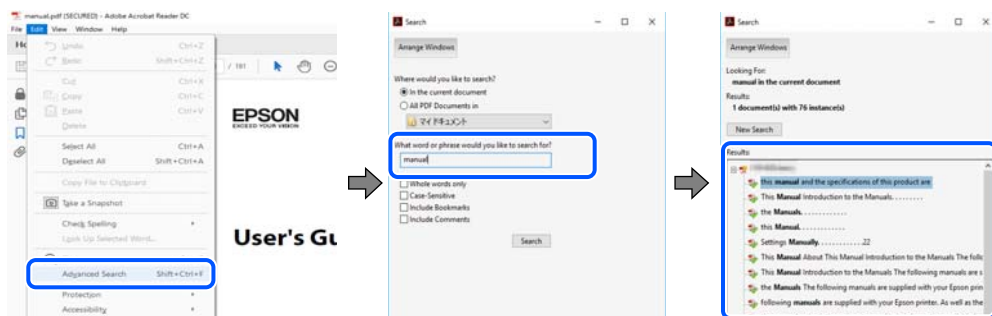 manual.pdf (SECURED) - Adobe Acrobat Reader DC
File Edit View Window Help
Undo Ctrl+Z
Redo Shift+Ctrl+Z
Cut Ctrl+X
Copy Ctrl+C
Paste Ctrl+V
Delete
Select All Ctrl+A
Deselect All Shift+Ctrl+A
Copy File to Clipboard
Take a Snapshot
Check Spelling
Look Up Selected Word...
Advanced Search Shift+Ctrl+F
Protection
Accessibility
/ 191
EPSON
EXCEED YOUR VISION
User's Gu
Search
Arrange Windows
Where would you like to search?
In the current document
All PDF Documents in
マイドキュメント
What word or phrase would you like to search for?
manual
Whole words only
Case-Sensitive
Include Bookmarks
Include Comments
Search
Search
Arrange Windows
Looking For:
manual in the current document
Results:
1 document(s) with 76 instance(s)
New Search
Results:
this manual and the specifications of this product are
This Manual Introduction to the Manuals. . . . . . . . .
the Manuals. . . . . . . . . . . . .
this Manual. . . . . . . . . . . . .
Settings Manually. . . . . . . . . . . . .22
This Manual About This Manual Introduction to the Manuals The follo
This Manual Introduction to the Manuals The following manuals are s
the Manuals The following manuals are supplied with your Epson prin
following manuals are supplied with your Epson printer. As well as the